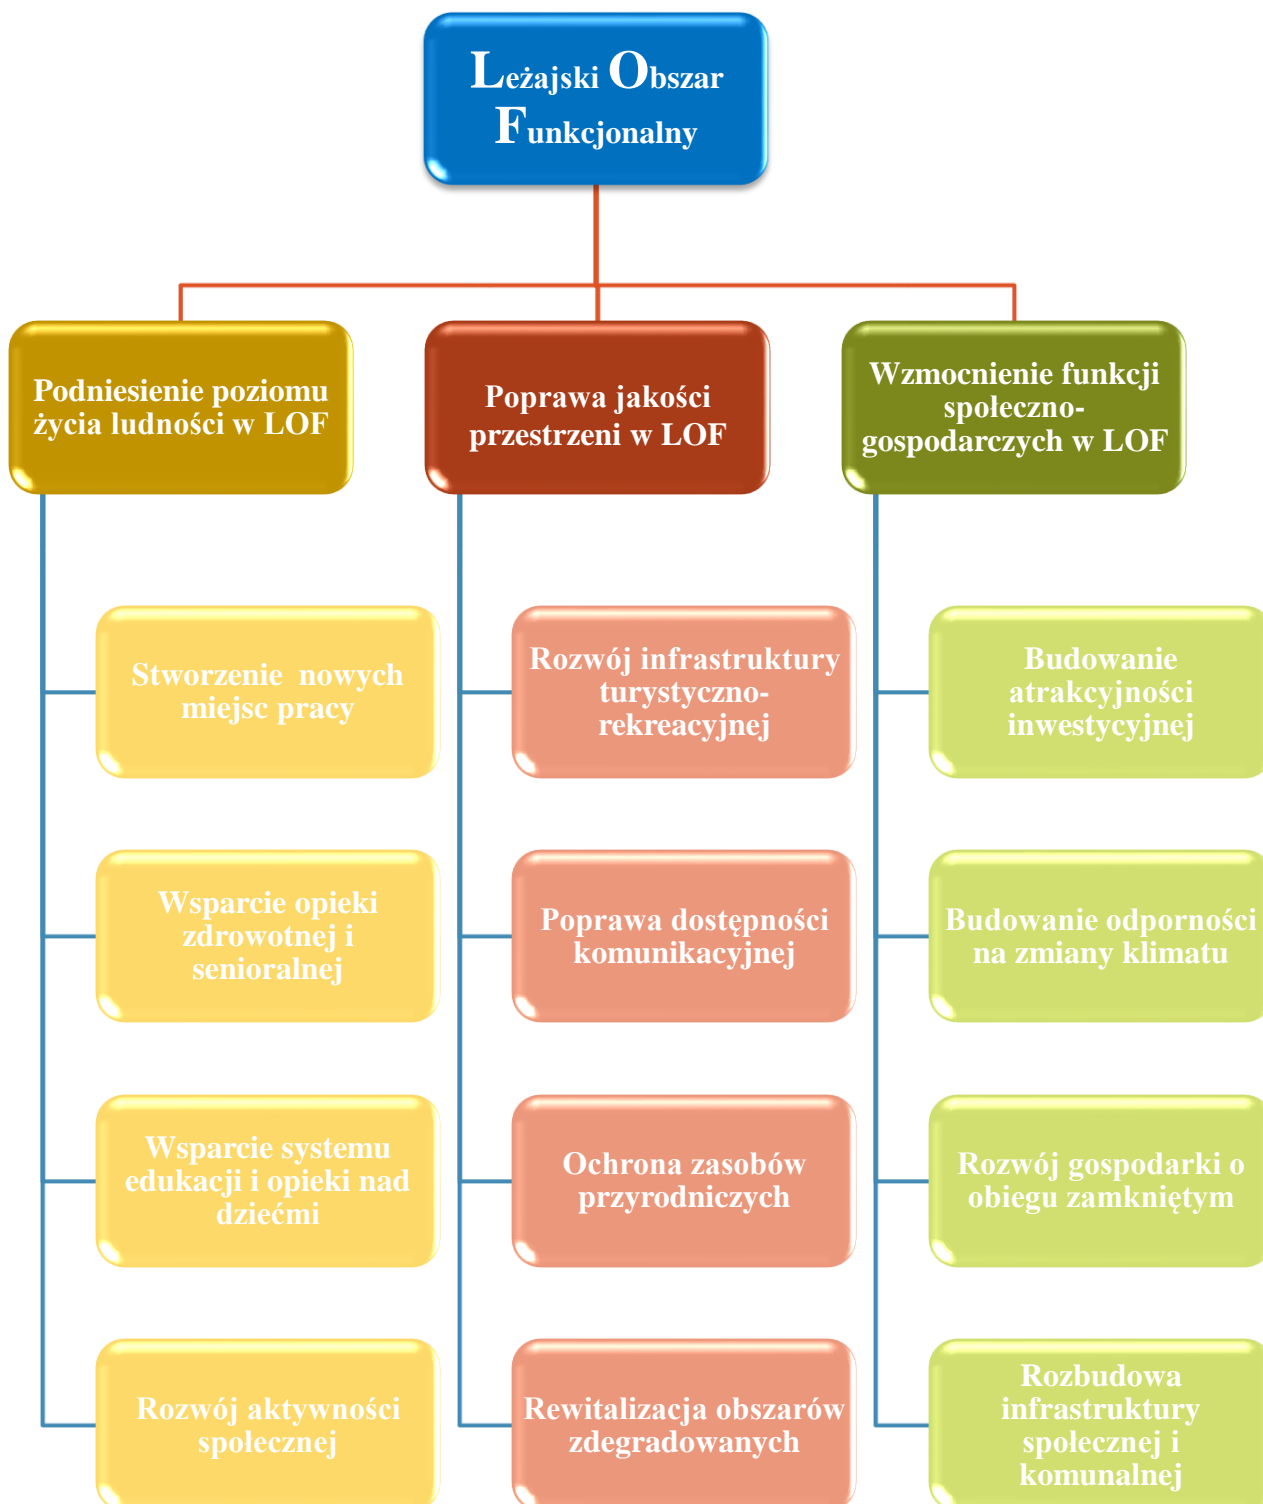 Leżajski Obszar
Funkcjonalny
Podniesienie poziomu
życia ludności w LOF
Stworzenie nowych
miejsc pracy
Wsparcie opieki
zdrowotnej i
senioralnej
Wsparcie systemu
edukacji i opieki nad
dziećmi
Rozwój aktywności
społecznej
Poprawa jakości
przestrzeni w LOF
Rozwój infrastruktury
turystyczno-
rekreacyjnej
Poprawa dostępności
komunikacyjnej
Ochrona zasobów
przyrodniczych
Rewitalizacja obszarów
zdegradowanych
Wzmocnienie funkcji
społeczno-
gospodarczych w LOF
Budowanie
atrakcyjności
inwestycyjnej
Budowanie odporności
na zmiany klimatu
Rozwój gospodarki o
obiegu zamkniętym
Rozbudowa
infrastruktury
społecznej i
komunalnej